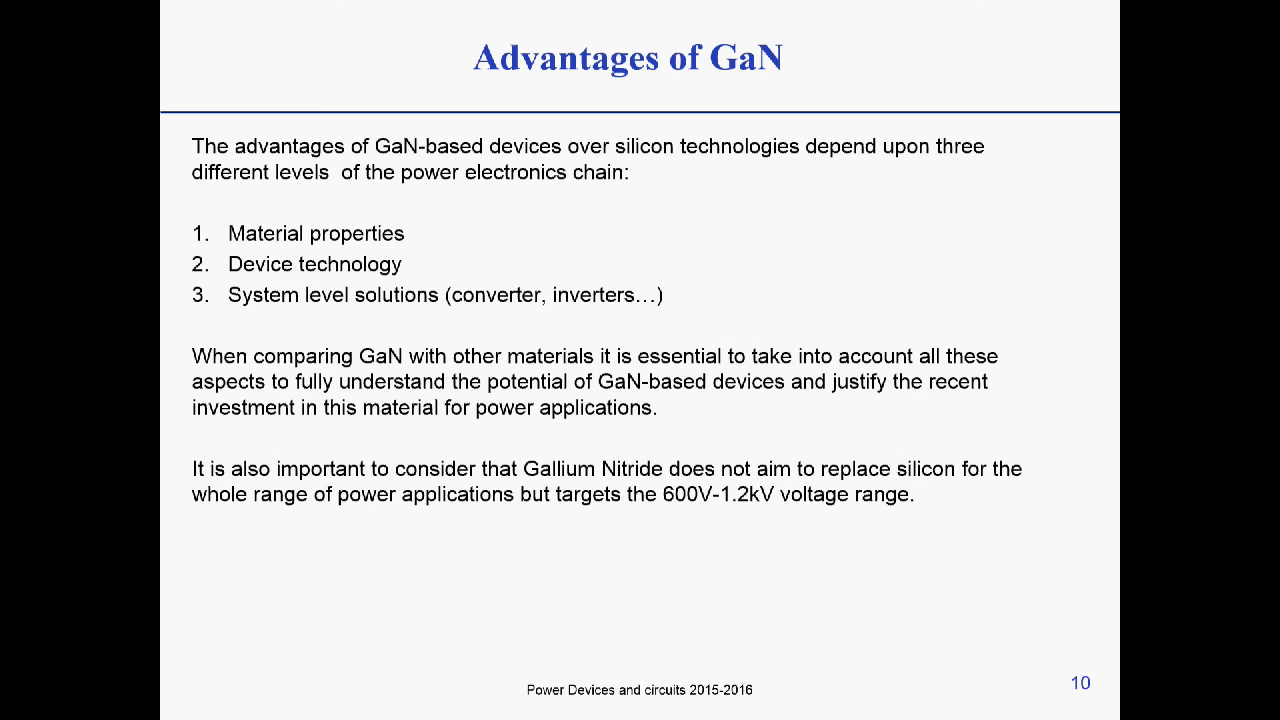 Advantages of GaN
The advantages of GaN-based devices over silicon technologies depend upon three
different levels  of the power electronics chain:
1. Material properties
2. Device technology
3. System level solutions (converter, inverters…)
When comparing GaN with other materials it is essential to take into account all these
aspects to fully understand the potential of GaN-based devices and justify the recent
investment in this material for power applications.
It is also important to consider that Gallium Nitride does not aim to replace silicon for the
whole range of power applications but targets the 600V-1.2kV voltage range.
Power Devices and circuits 2015-2016
10